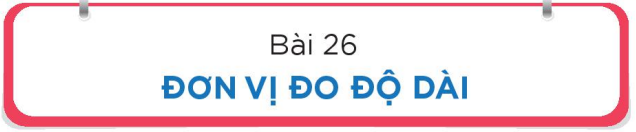 Bài 26
ĐƠN VỊ ĐO ĐỘ DÀI